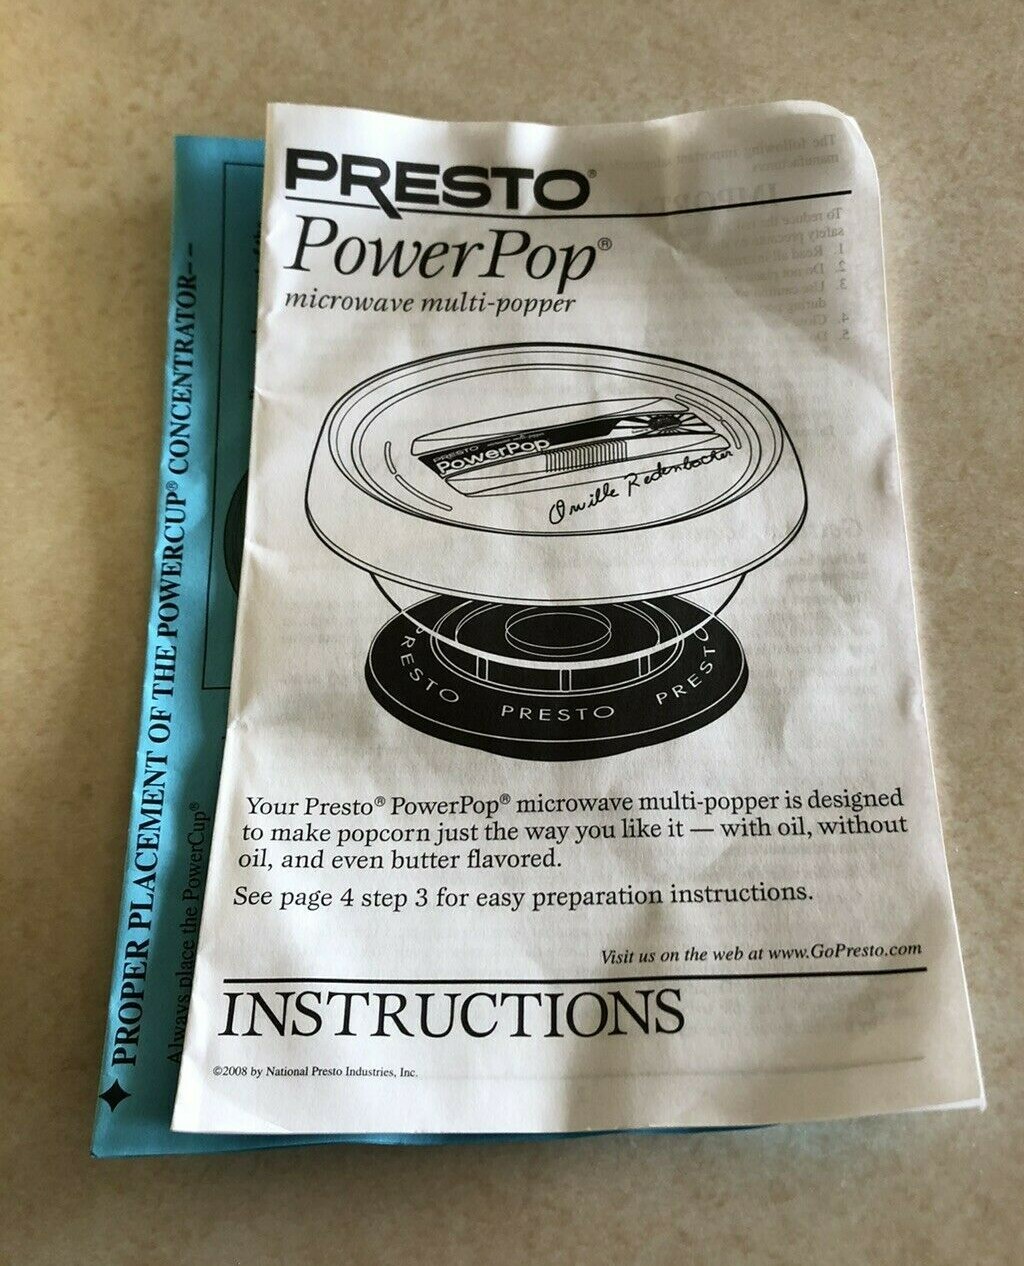 PRESTO®
PowerPop®
microwave multi-popper
PRESTO
PowerPop
Orville Redenbacher
PRESTO
PRESTO
PRESTO
Your Presto® PowerPop® microwave multi-popper is designed
to make popcorn just the way you like it — with oil, without
oil, and even butter flavored.
See page 4 step 3 for easy preparation instructions.
Visit us on the web at www.GoPresto.com
INSTRUCTIONS
©2008 by National Presto Industries, Inc.
PROPER PLACEMENT OF THE POWERCUP® CONCENTRATOR– –
Always place the PowerCup®